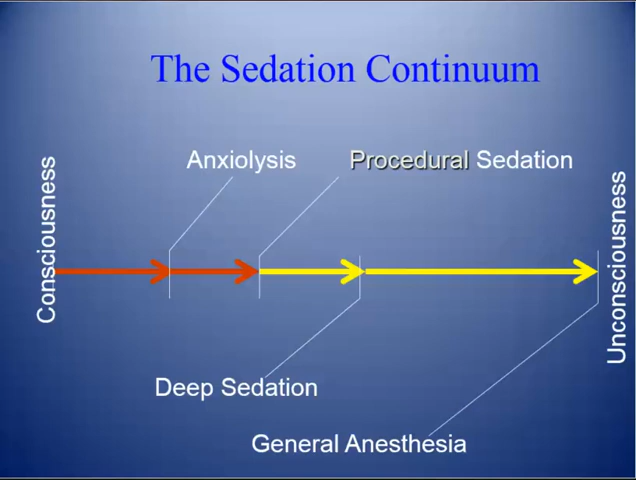 The Sedation Continuum
Anxiolysis
Procedural Sedation
Consciousness
Unconsciousness
Deep Sedation
General Anesthesia